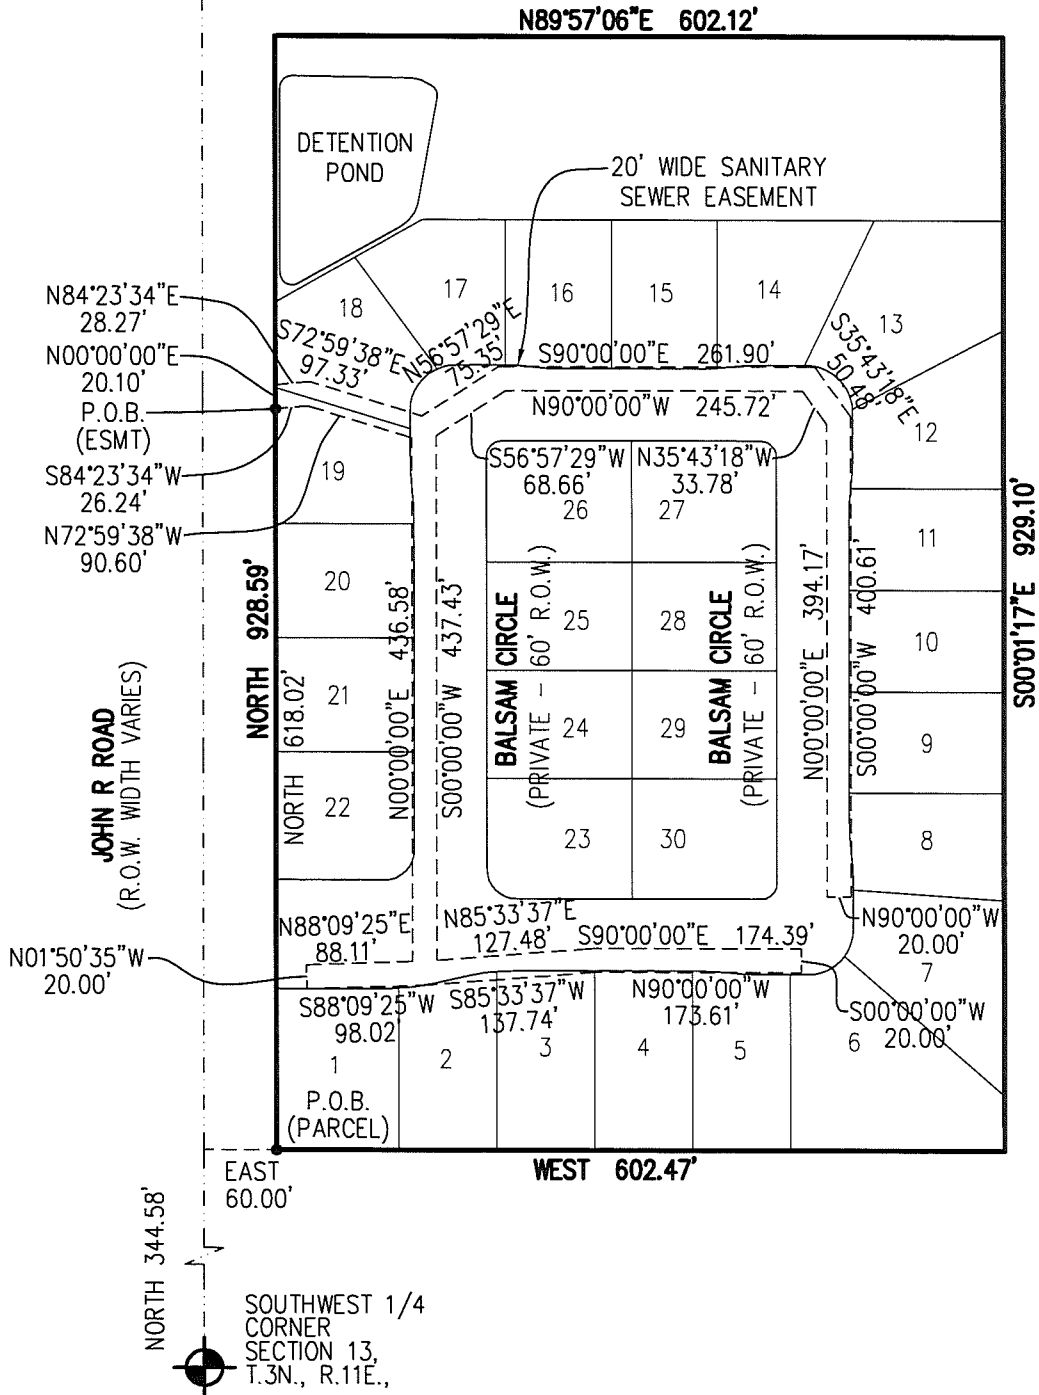 N89°57'06"E 602.12'
DETENTION
POND
20' WIDE SANITARY
SEWER EASEMENT
N84°23'34"E
28.27'
N00°00'00"E
20.10'
P.O.B.
(ESMT)
S84°23'34"W
26.24'
N72°59'38"W
90.60'
18
17
16
15
14
13
S72°59'38"E
97.33'
N56°57'29"E
75.35'
S90°00'00"E 261.90'
S35°43'18"E
50.48'
N90°00'00"W 245.72'
12
19
S56°57'29"W
68.66'
N35°43'18"W
33.78'
26
27
11
S00°01'17"E 929.10'
NORTH 928.59'
20
N00°00'00"E 436.58'
S00°00'00"W 437.43'
BALSAM CIRCLE
(PRIVATE - 60' R.O.W.)
25
28
BALSAM CIRCLE
(PRIVATE - 60' R.O.W.)
N00°00'00"E 394.17'
S00°00'00"W 400.61'
10
JOHN R ROAD
(R.O.W. WIDTH VARIES)
NORTH 618.02'
21
24
29
9
22
23
30
8
N88°09'25"E
88.11'
N85°33'37"E
127.48'
S90°00'00"E 174.39'
N90°00'00"W
20.00'
7
N01°50'35"W
20.00'
S88°09'25"W
98.02
S85°33'37"W
137.74'
N90°00'00"W
173.61'
S00°00'00"W
20.00'
1
2
3
4
5
6
P.O.B.
(PARCEL)
EAST
60.00'
WEST 602.47'
NORTH 344.58'
SOUTHWEST 1/4
CORNER
SECTION 13,
T.3N., R.11E.,